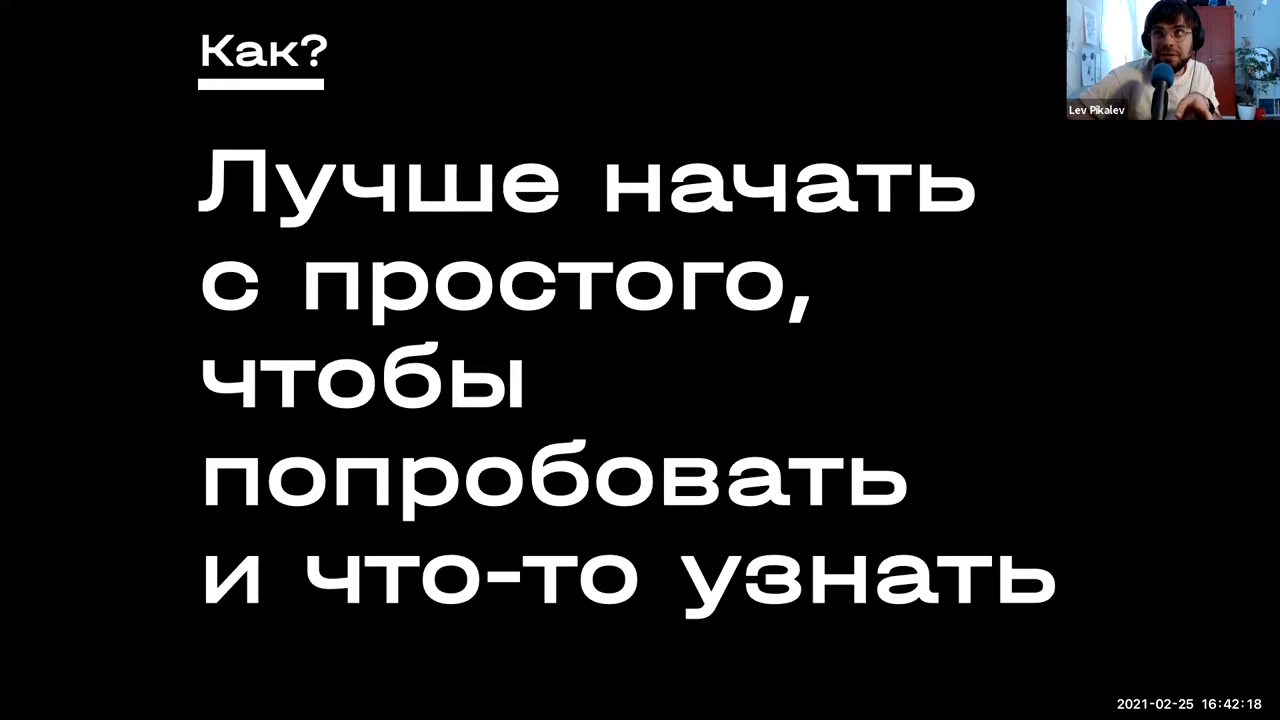 Как?
Лучше начать
с простого,
чтобы
попробовать
и что-то узнать
Lev Pikalev
2021-02-25 16:42:18